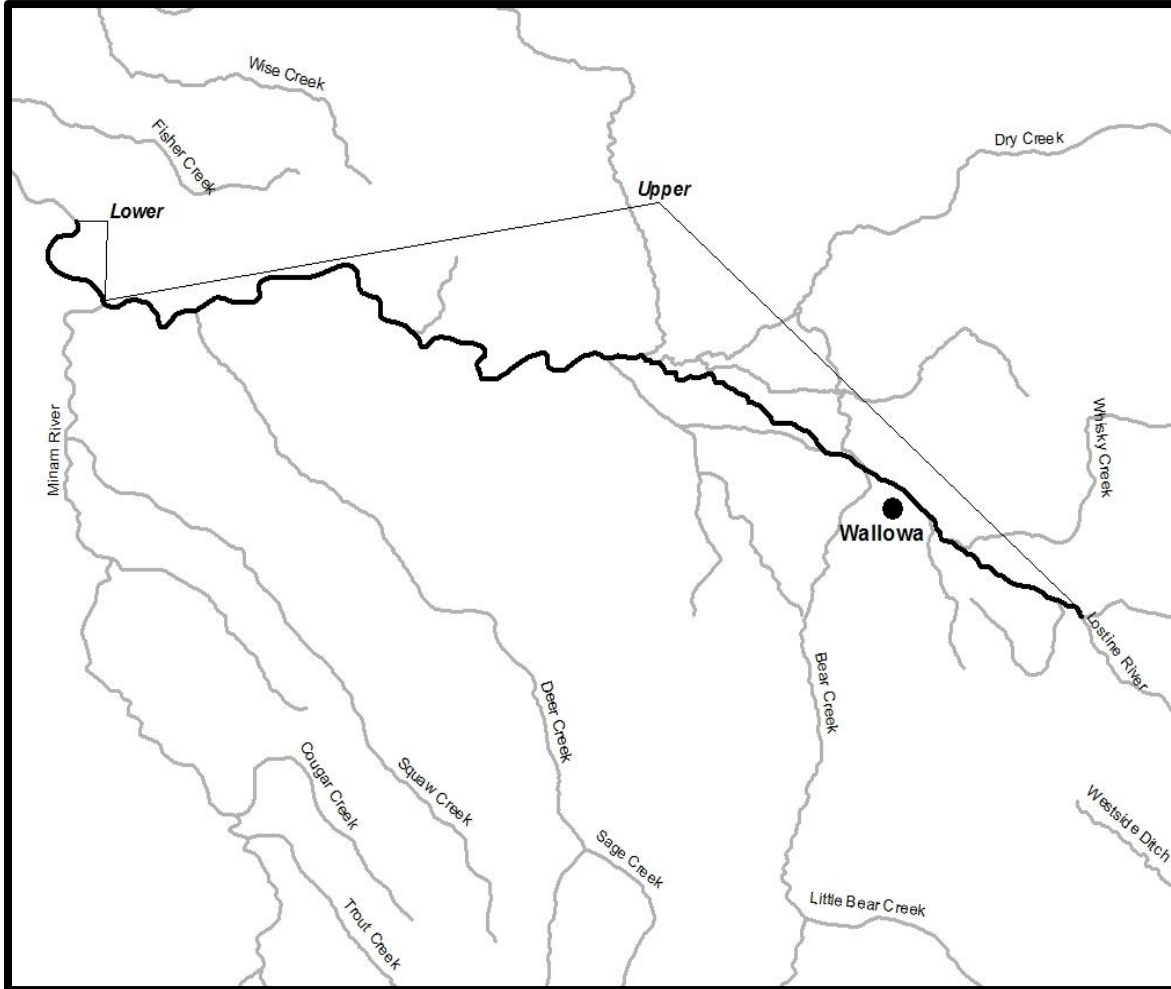 Wise Creek
Fisher Creek
Dry Creek
Upper
Lower
Whisky Creek
Minam River
Wallowa
Lostine River
Bear Creek
Deer Creek
Cougar Creek
Squaw Creek
Westside Ditch
Sage Creek
Little Bear Creek
Trout Creek